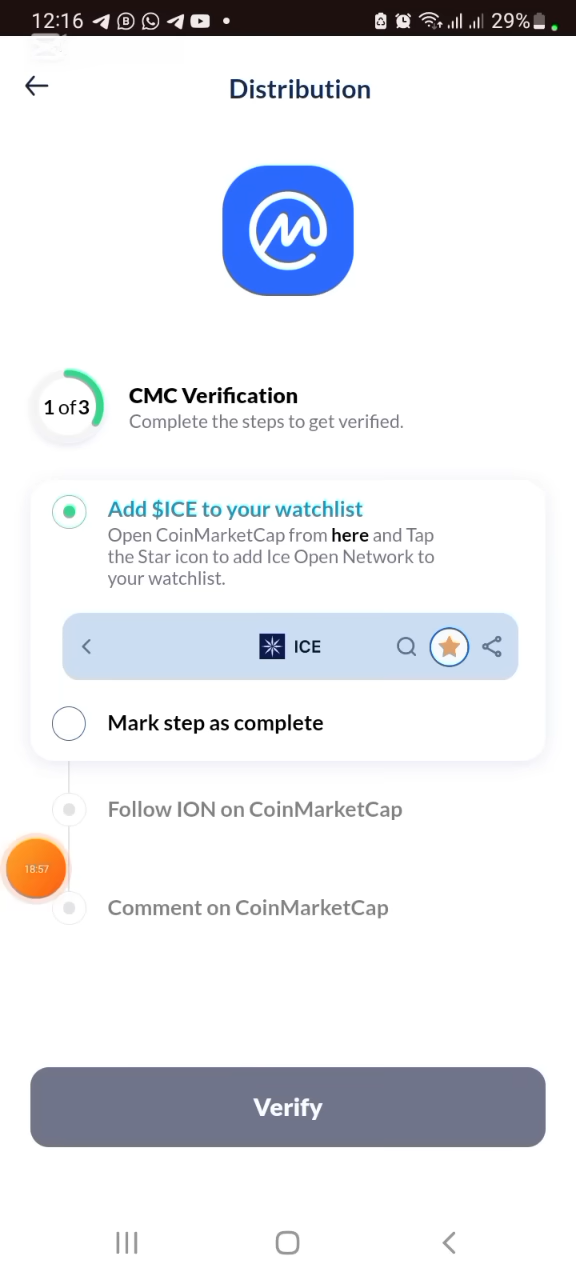 12:16
29%
Distribution
1 of 3
CMC Verification
Complete the steps to get verified.
Add $ICE to your watchlist
Open CoinMarketCap from here and Tap
the Star icon to add Ice Open Network to
your watchlist.
ICE
Mark step as complete
Follow ION on CoinMarketCap
18:57
Comment on CoinMarketCap
Verify